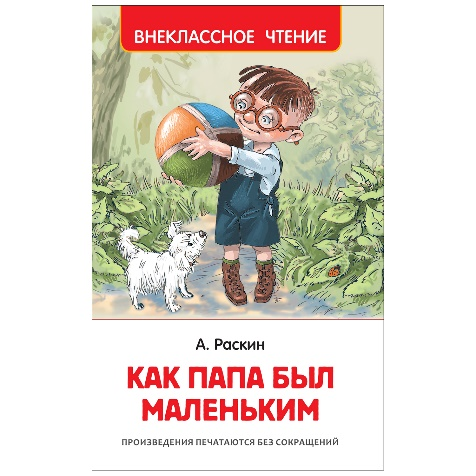 ВНЕКЛАССНОЕ ЧТЕНИЕ
А. Раскин
КАК ПАПА БЫЛ
МАЛЕНЬКИМ
ПРОИЗВЕДЕНИЯ ПЕЧАТАЮТСЯ БЕЗ СОКРАЩЕНИЙ